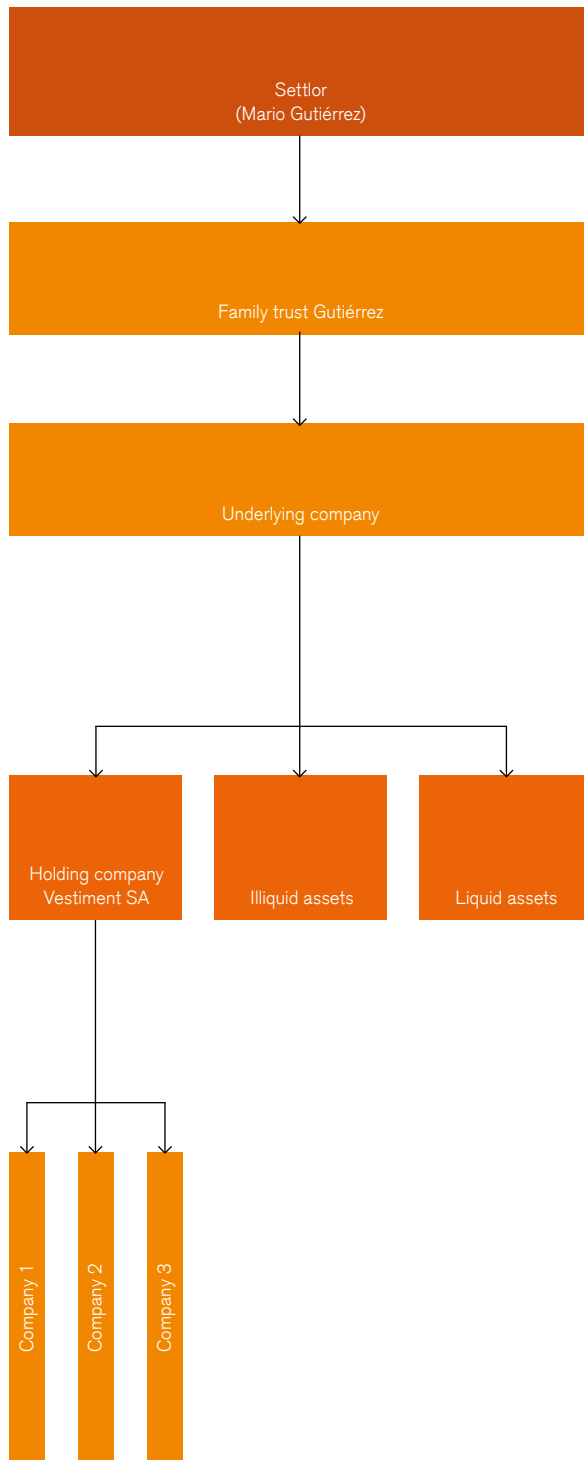 Settlor
(Mario Gutiérrez)
Family trust Gutiérrez
Underlying company
Holding company
Vestiment SA
Illiquid assets
Liquid assets
Company 1
Company 2
Company 3